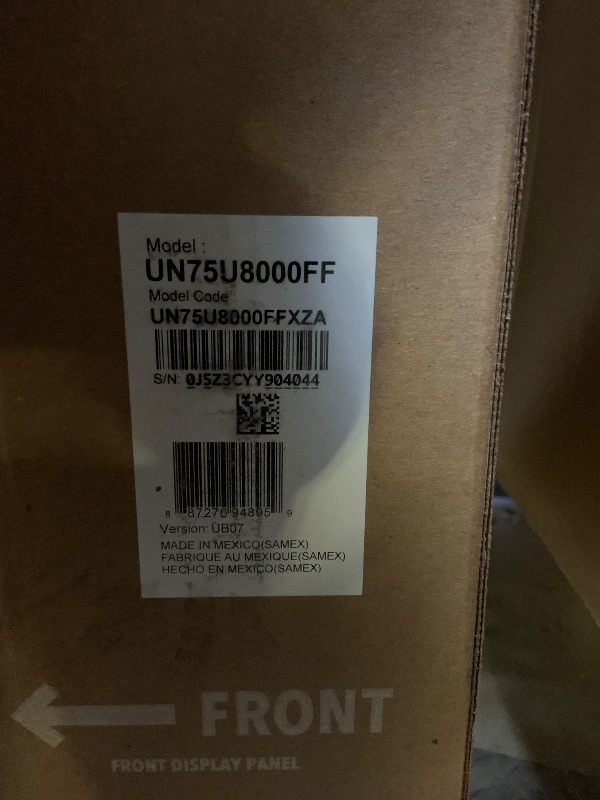 Model :
UN75U8000FF
Model Code :
UN75U8000FFXZA
S/N: 0J5Z3CYY904044
8 87276 94895 9
Version: UB07
MADE IN MEXICO(SAMEX)
FABRIQUE AU MEXIQUE(SAMEX)
HECHO EN MEXICO(SAMEX)
FRONT
FRONT DISPLAY PANEL